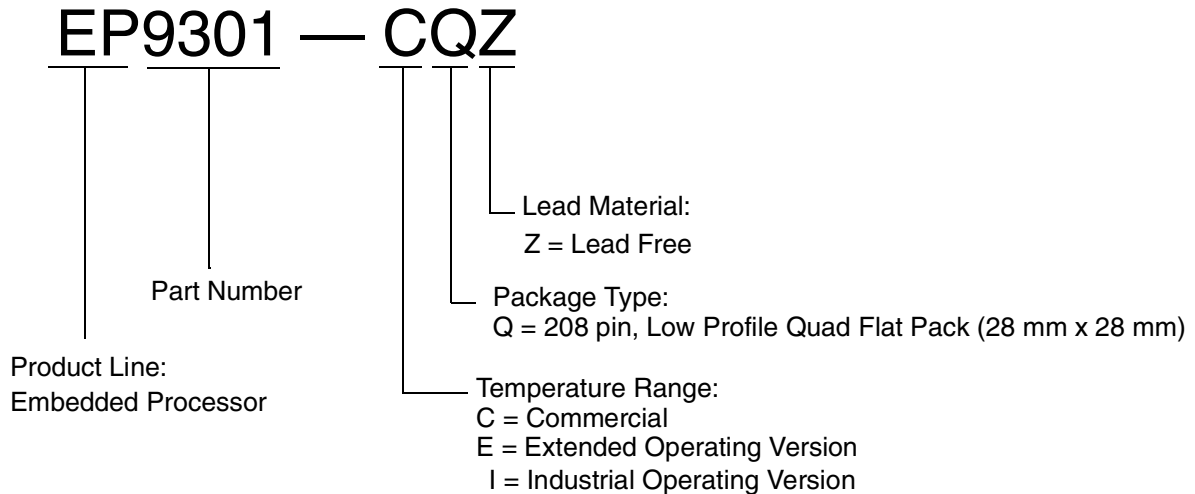 EP9301 — CQZ
Lead Material:
Z = Lead Free
Part Number
Package Type:
Q = 208 pin, Low Profile Quad Flat Pack (28 mm x 28 mm)
Product Line:
Embedded Processor
Temperature Range:
C = Commercial
E = Extended Operating Version
I = Industrial Operating Version